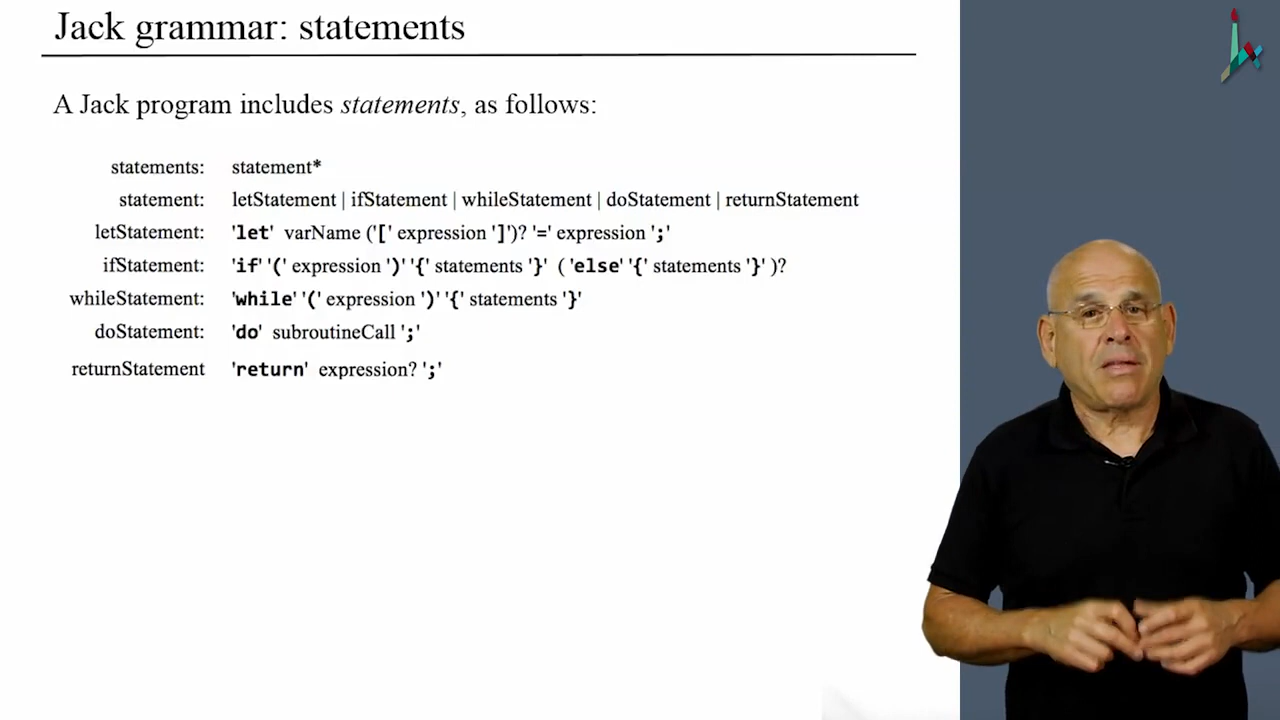 Jack grammar: statements
A Jack program includes statements, as follows:
statements: statement*
statement: letStatement | ifStatement | whileStatement | doStatement | returnStatement
letStatement: 'let' varName ('[' expression ']')? '=' expression ';'
ifStatement: 'if' '(' expression ')' '{' statements '}' ( 'else' '{' statements '}' )?
whileStatement: 'while' '(' expression ')' '{' statements '}'
doStatement: 'do' subroutineCall ';'
returnStatement 'return' expression? ';'